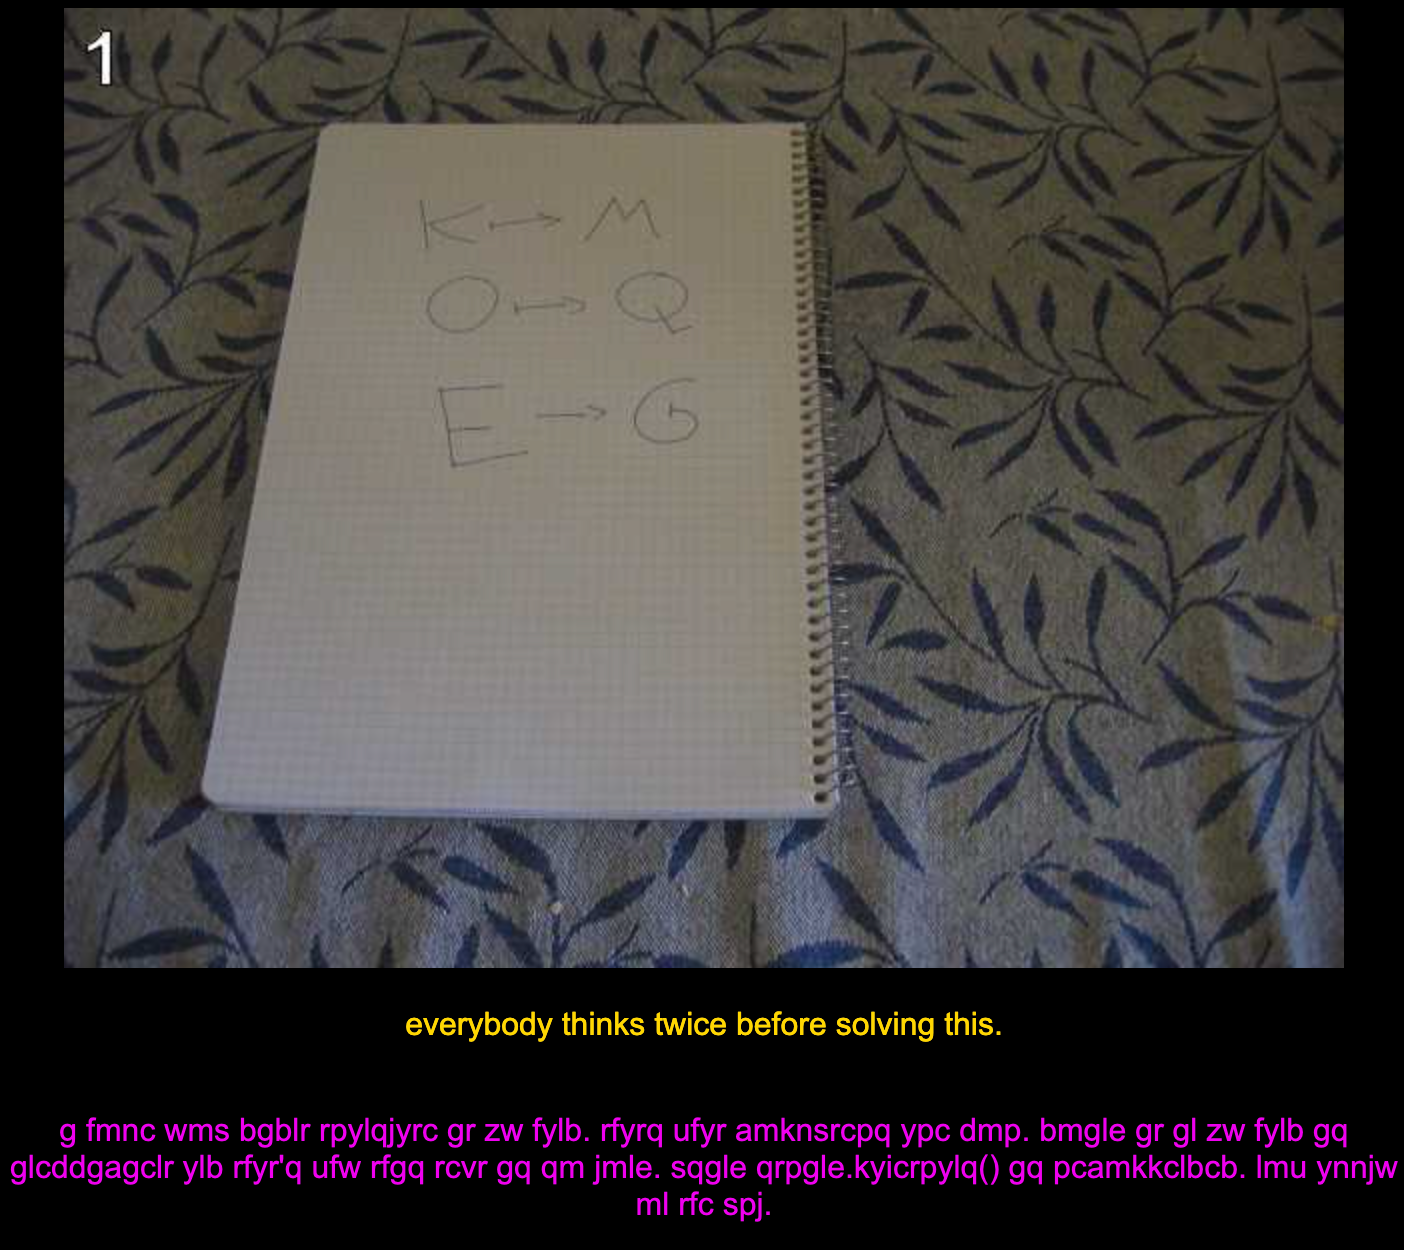 1
K → M
O → Q
E → G
everybody thinks twice before solving this.
g fmnc wms bgblr rpylqjyrc gr zw fylb. rfyrq ufyr amknsrcpq ypc dmp. bmgle gr gl zw fylb gq
glcddgagclr ylb rfyr'q ufw rfgq rcvr gq qm jmle. sqgle qrpgle.kyicrpylq() gq pcamkkclbcb. lmu ynnjw
ml rfc spj.